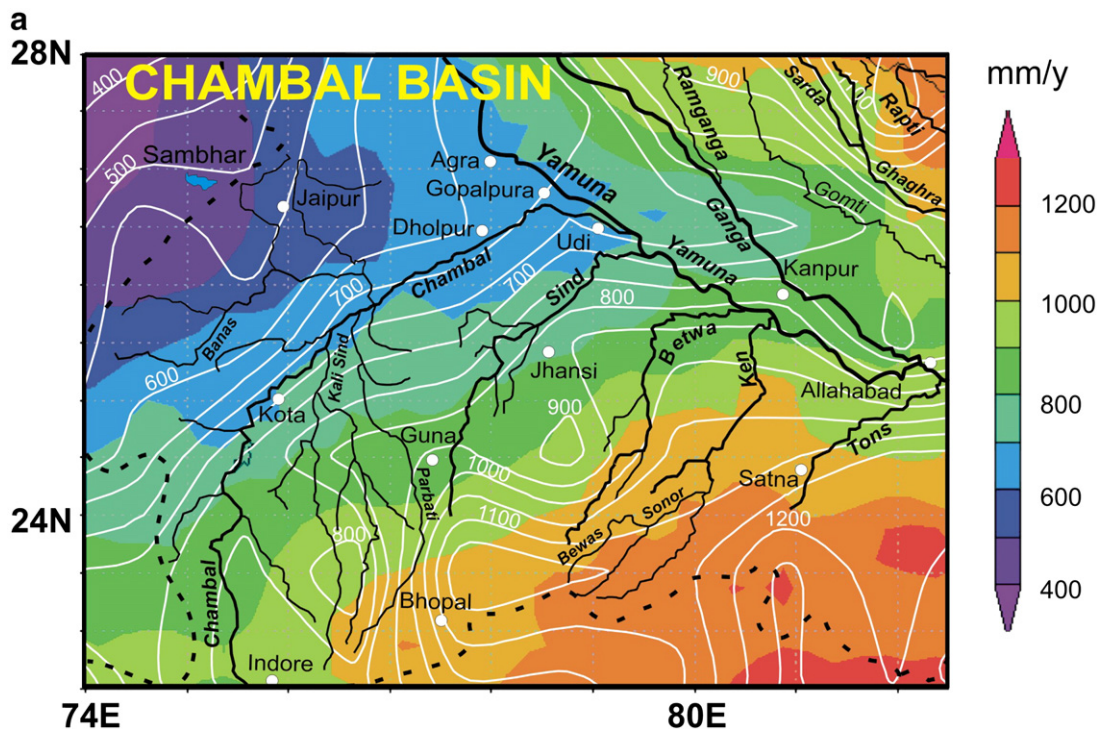 a
28N
CHAMBAL BASIN
mm/y
400
900
Ramganga
Sarda
Rapti
500
Sambhar
Agra
Yamuna
Ghaghra
Jaipur
Gopalpura
Gomti
1200
Dholpur
Udi
Ganga
Chambal
Yamuna
Kanpur
700
700
Sind
800
1000
Banas
Kali Sind
Betwa
Ken
Jhansi
600
Allahabad
Kota
900
800
Guna
Tons
1000
Parbati
Satna
Sonor
600
24N
1100
1200
800
Bewas
Chambal
Bhopal
400
Indore
74E
80E